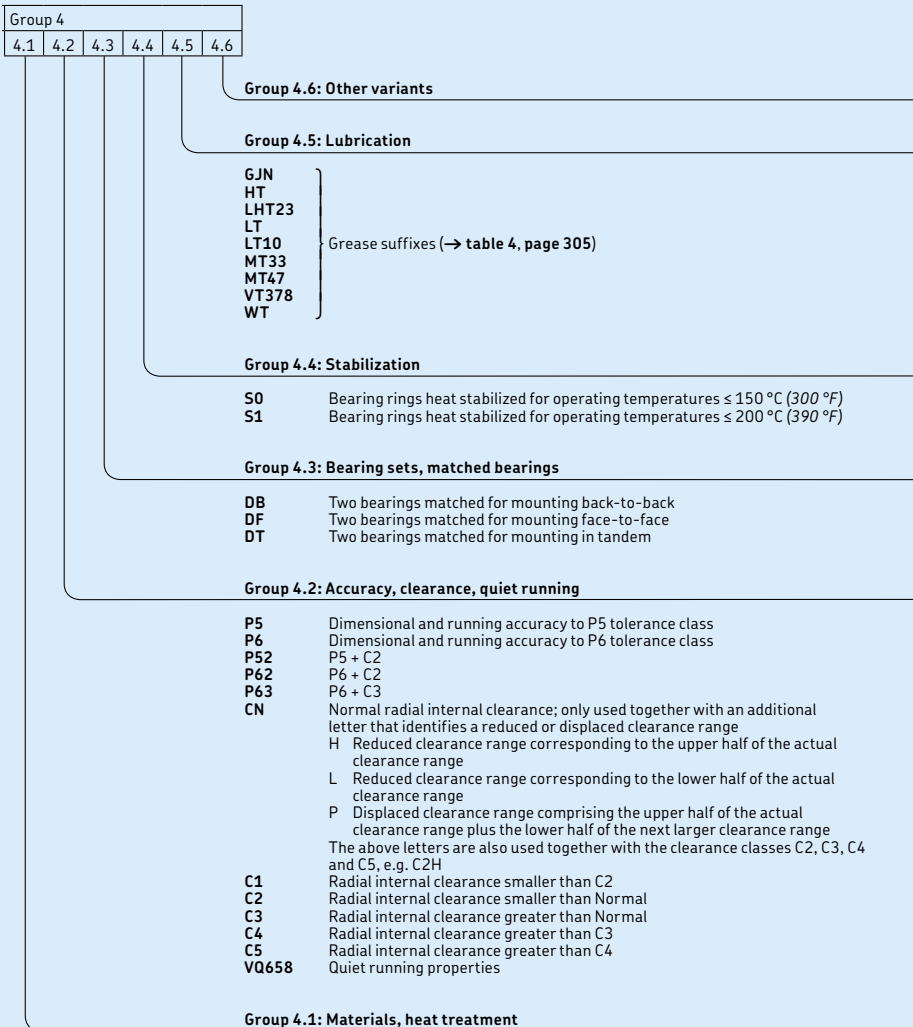 Group 4
4.1 4.2 4.3 4.4 4.5 4.6
Group 4.6: Other variants
Group 4.5: Lubrication
GJN
HT
LHT23
LT
LT10 Grease suffixes (→ table 4, page 305)
MT33
MT47
VT378
WT
Group 4.4: Stabilization
S0 Bearing rings heat stabilized for operating temperatures ≤ 150 °C (300 °F)
S1 Bearing rings heat stabilized for operating temperatures ≤ 200 °C (390 °F)
Group 4.3: Bearing sets, matched bearings
DB Two bearings matched for mounting back-to-back
DF Two bearings matched for mounting face-to-face
DT Two bearings matched for mounting in tandem
Group 4.2: Accuracy, clearance, quiet running
P5 Dimensional and running accuracy to P5 tolerance class
P6 Dimensional and running accuracy to P6 tolerance class
P52 P5 + C2
P62 P6 + C2
P63 P6 + C3
CN Normal radial internal clearance; only used together with an additional
letter that identifies a reduced or displaced clearance range
H Reduced clearance range corresponding to the upper half of the actual
clearance range
L Reduced clearance range corresponding to the lower half of the actual
clearance range
P Displaced clearance range comprising the upper half of the actual
clearance range plus the lower half of the next larger clearance range
The above letters are also used together with the clearance classes C2, C3, C4
and C5, e.g. C2H
C1 Radial internal clearance smaller than C2
C2 Radial internal clearance smaller than Normal
C3 Radial internal clearance greater than Normal
C4 Radial internal clearance greater than C3
C5 Radial internal clearance greater than C4
VQ658 Quiet running properties
Group 4.1: Materials, heat treatment